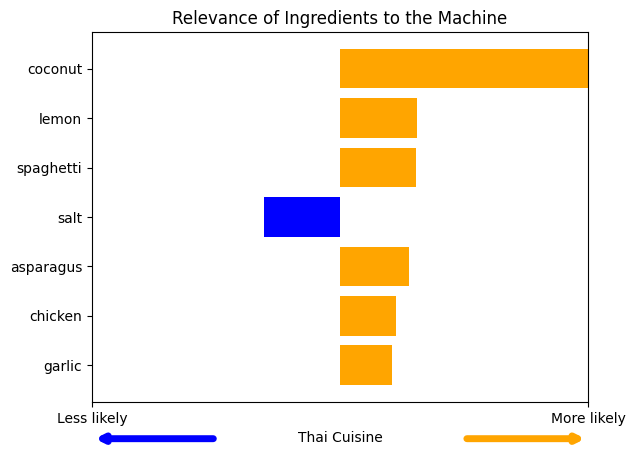 Relevance of Ingredients to the Machine
coconut
lemon
spaghetti
salt
asparagus
chicken
garlic
Less likely
More likely
Thai Cuisine